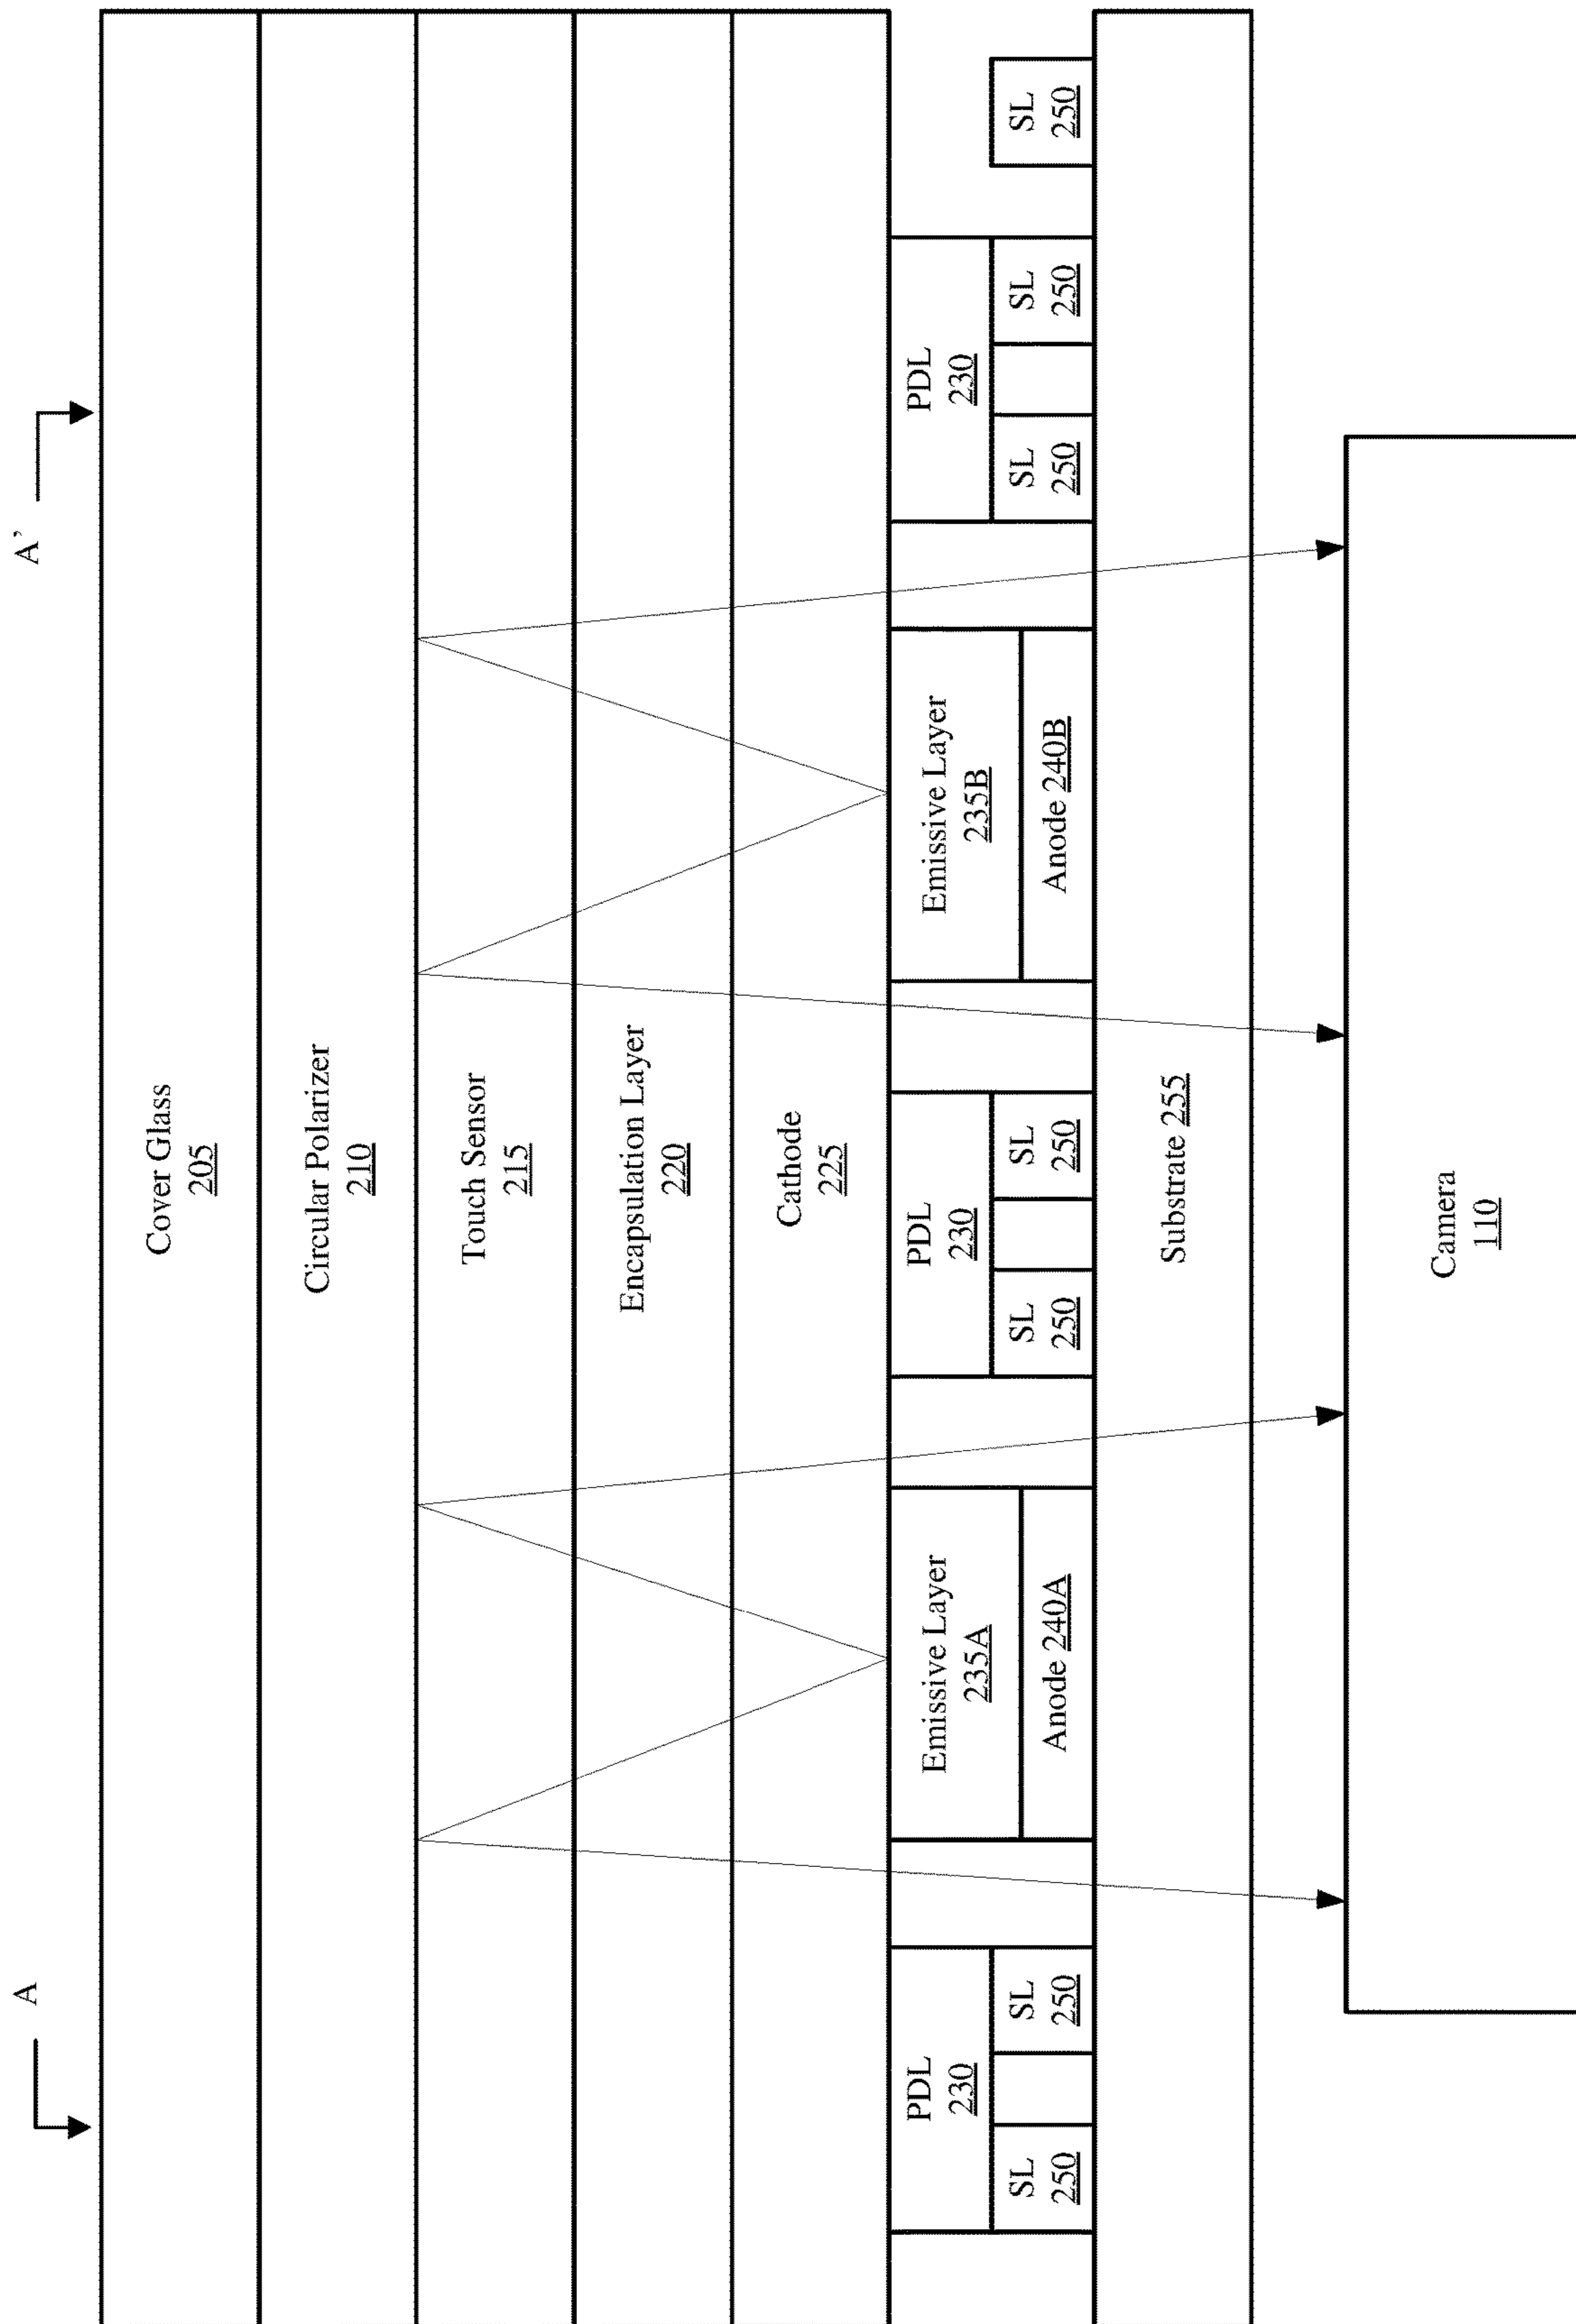 A
A’
Cover Glass
205
Circular Polarizer
210
Touch Sensor
215
Encapsulation Layer
220
Cathode
225
PDL
230
Emissive Layer
235A
PDL
230
Emissive Layer
235B
PDL
230
SL
250
SL
250
Anode 240A
SL
250
SL
250
Anode 240B
SL
250
SL
250
SL
250
Substrate 255
Camera
110